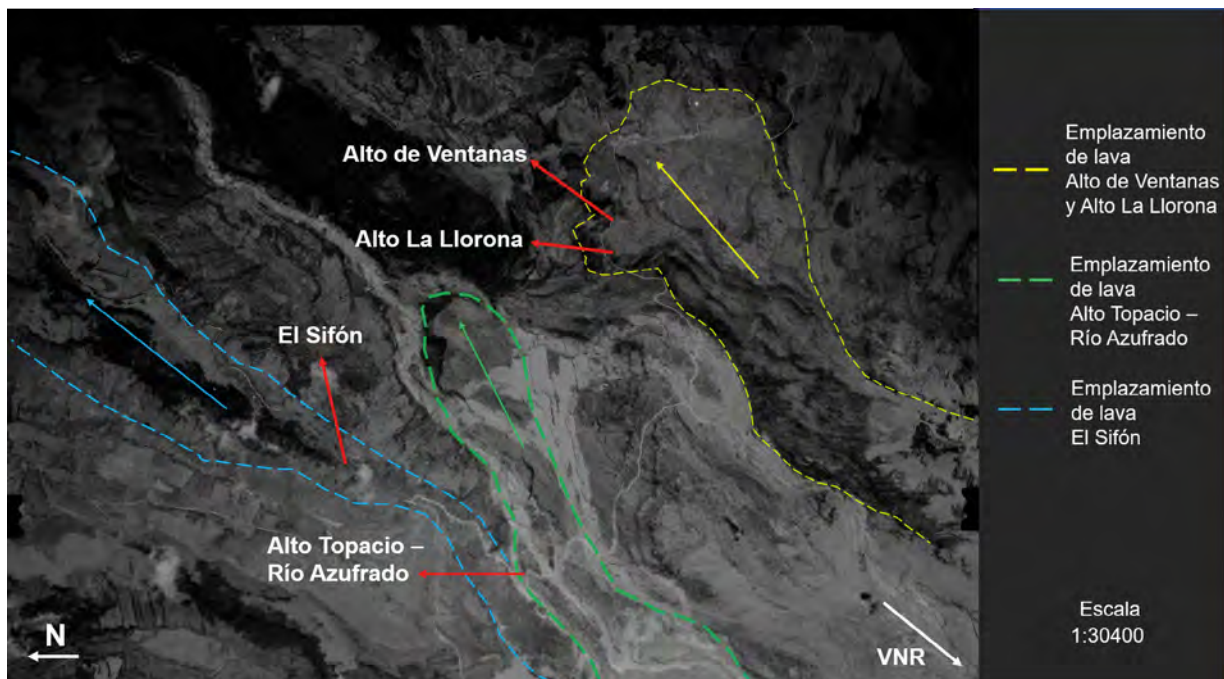 Alto de Ventanas
Alto La Llorona
El Sifón
Alto Topacio –
Río Azufrado
N
VNR
Emplazamiento
de lava
Alto de Ventanas
y Alto La Llorona
Emplazamiento
de lava
Alto Topacio –
Río Azufrado
Emplazamiento
de lava
El Sifón
Escala
1:30400